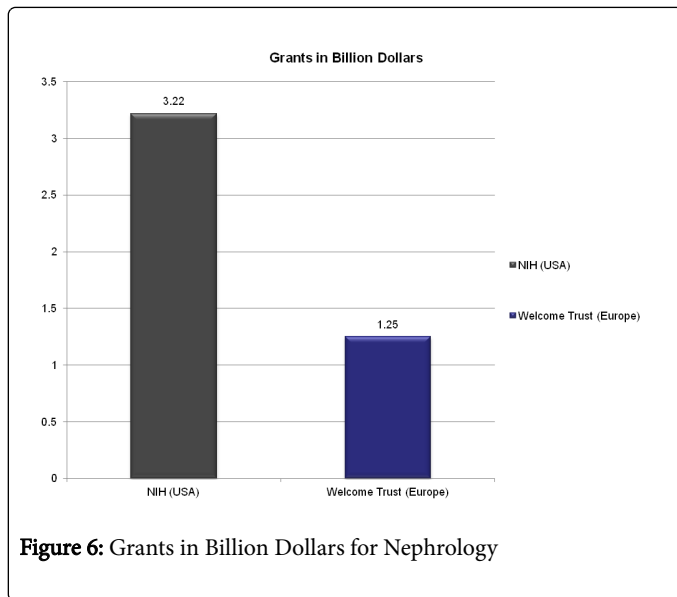 Grants in Billion Dollars
3.5
3
2.5
2
1.5
1
0.5
0
3.22
1.25
NIH (USA)
Welcome Trust (Europe)
NIH (USA)
Welcome Trust (Europe)
Figure 6: Grants in Billion Dollars for Nephrology